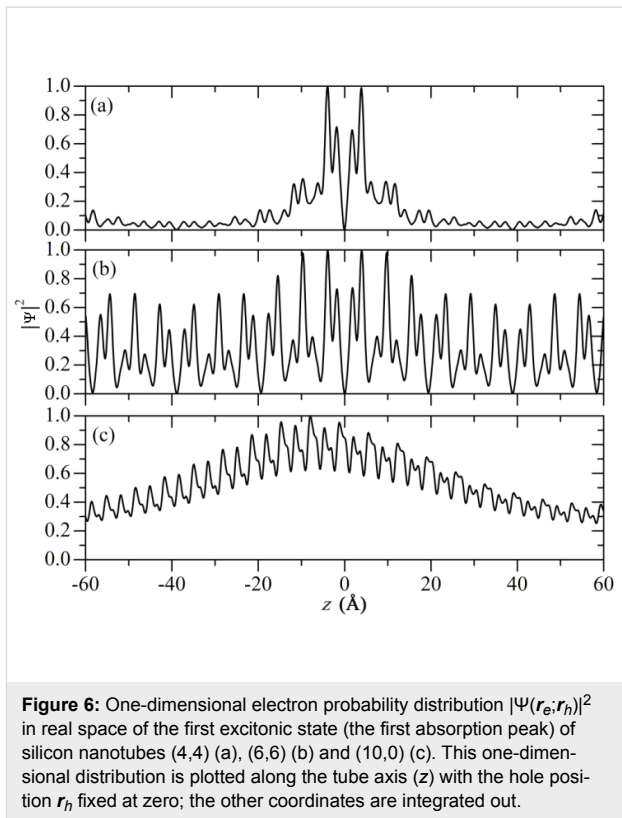 1.0
(a)
0.8
0.6
0.4
0.2
0.0
1.0
(b)
0.8
0.6
|Ψ|²
0.4
0.2
0.0
1.0
(c)
0.8
0.6
0.4
0.2
0.0
-60 -40 -20 0 20 40 60
z (Å)
Figure 6: One-dimensional electron probability distribution |Ψ(rₑ;rₕ)|²
in real space of the first excitonic state (the first absorption peak) of
silicon nanotubes (4,4) (a), (6,6) (b) and (10,0) (c). This one-dimen-
sional distribution is plotted along the tube axis (z) with the hole posi-
tion rₕ fixed at zero; the other coordinates are integrated out.